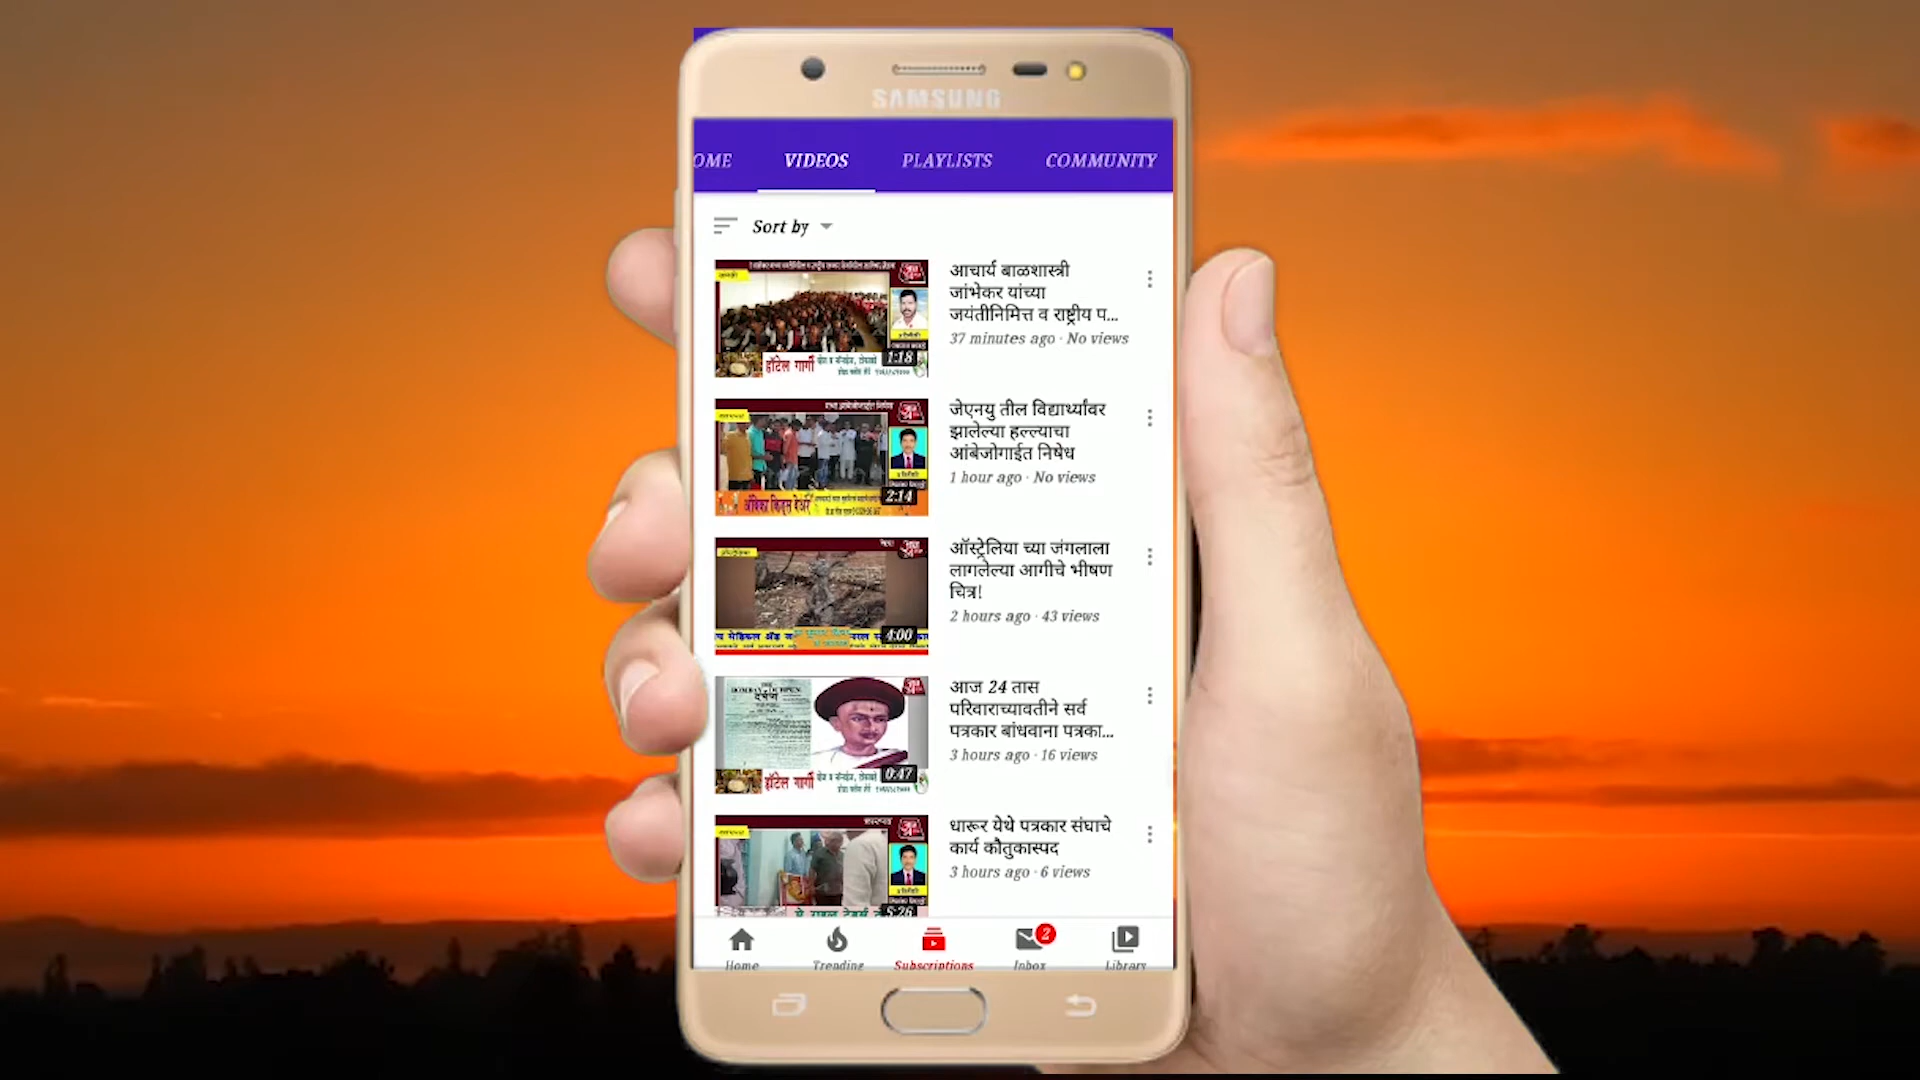 SAMSUNG
OME VIDEOS PLAYLISTS COMMUNITY
Sort by
आचार्य बाळशास्त्री
जांभेकर यांच्या
जयंतीनिमित्त व राष्ट्रीय प...
37 minutes ago · No views
हॉटेल गार्गी
1:18
जेएनयु तील विद्यार्थ्यांवर
झालेल्या हल्ल्याचा
आंबेजोगाईत निषेध
1 hour ago · No views
2:14
ऑस्ट्रेलिया च्या जंगलाला
लागलेल्या आगीचे भीषण
चित्र!
2 hours ago · 43 views
4:00
आज 24 तास
परिवाराच्यावतीने सर्व
पत्रकार बांधवाना पत्रका...
3 hours ago · 16 views
हॉटेल गार्गी
0:47
धारूर येथे पत्रकार संघाचे
कार्य कौतुकास्पद
3 hours ago · 6 views
5:26
Home Trending Subscriptions Inbox Library
2